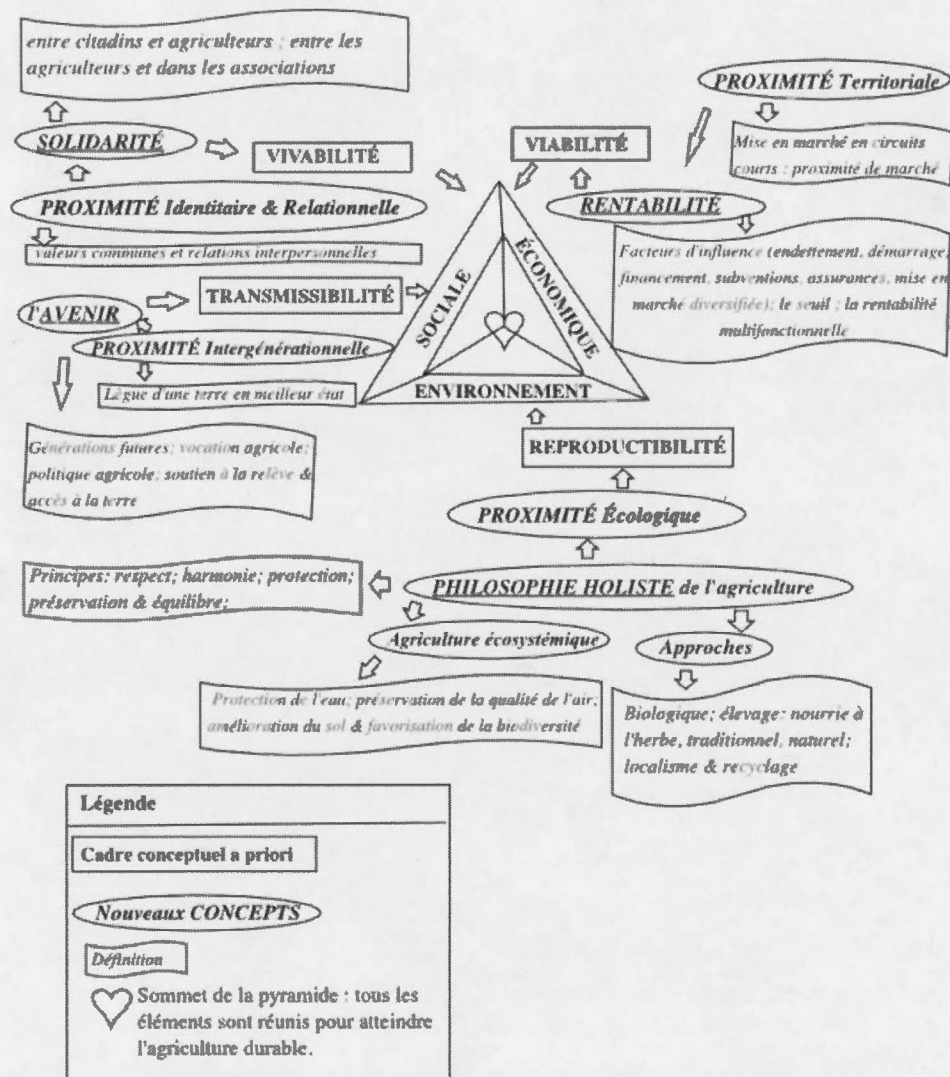 entre citadins et agriculteurs ; entre les
agriculteurs et dans les associations
SOLIDARITÉ
VIVABILITÉ
PROXIMITÉ Identitaire & Relationnelle
valeurs communes et relations interpersonnelles
l'AVENIR
TRANSMISSIBILITÉ
PROXIMITÉ Intergénérationnelle
Lègue d'une terre en meilleur état
Générations futures; vocation agricole;
politique agricole; soutien à la relève &
accès à la terre
VIABILITÉ
PROXIMITÉ Territoriale
Mise en marché en circuits
courts : proximité de marché
RENTABILITÉ
Facteurs d'influence (endettement, démarrage,
financement, subventions, assurances, mise en
marché diversifiée); le seuil ; la rentabilité
multifonctionnelle
SOCIALE
ÉCONOMIQUE
ENVIRONNEMENT
REPRODUCTIBILITÉ
PROXIMITÉ Écologique
PHILOSOPHIE HOLISTE de l'agriculture
Principes: respect; harmonie; protection;
préservation & équilibre;
Agriculture écosystémique
Protection de l'eau; préservation de la qualité de l'air;
amélioration du sol & favorisation de la biodiversité
Approches
Biologique; élevage: nourrie à
l'herbe, traditionnel, naturel;
localisme & recyclage
Légende
Cadre conceptuel a priori
Nouveaux CONCEPTS
Définition
Sommet de la pyramide : tous les
éléments sont réunis pour atteindre
l'agriculture durable.